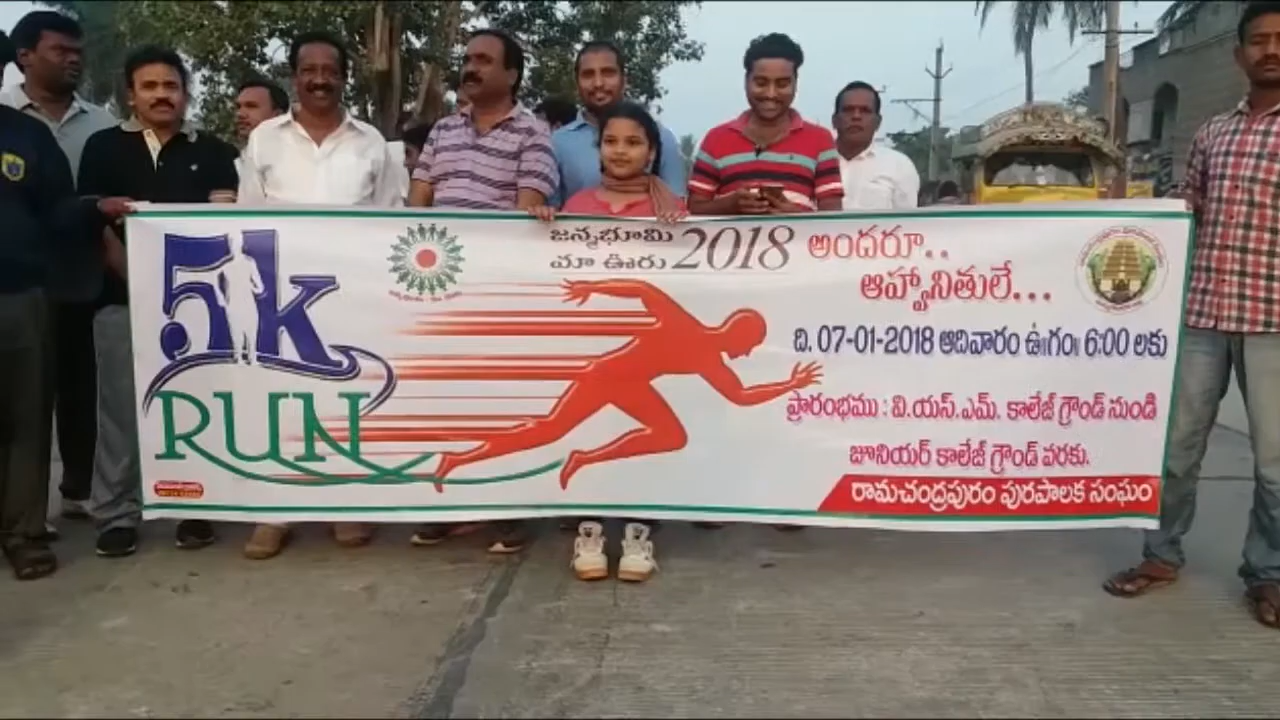 5k
RUN
జన్మభూమి
మా ఊరు 2018
అందరూ..
ఆహ్వానితులే...
ది. 07-01-2018 ఆదివారం ఉ॥గం॥ 6:00 లకు
ప్రారంభము : వి.యస్.ఎమ్. కాలేజ్ గ్రౌండ్ నుండి
జూనియర్ కాలేజ్ గ్రౌండ్ వరకు.
రామచంద్రపురం పురపాలక సంఘం